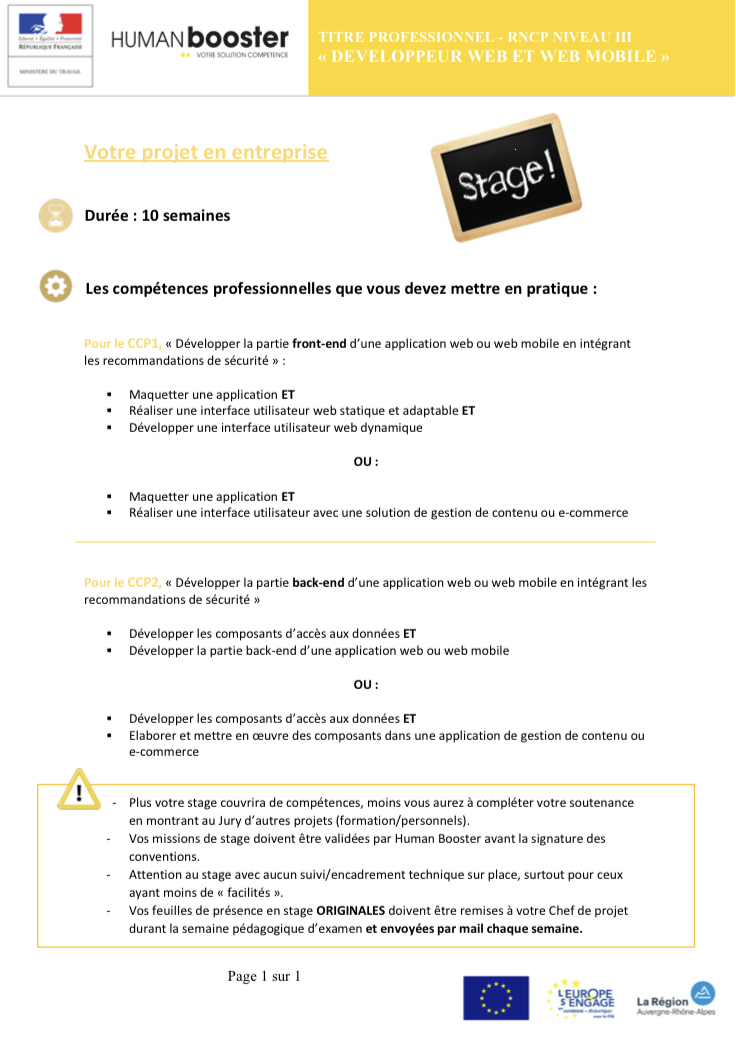 Liberté • Égalité • Fraternité
RÉPUBLIQUE FRANÇAISE
MINISTÈRE DU TRAVAIL
HUMAN booster
VOTRE SOLUTION COMPETENCE
TITRE PROFESSIONNEL - RNCP NIVEAU III
« DEVELOPPEUR WEB ET WEB MOBILE »
Votre projet en entreprise
Stage!
Durée : 10 semaines
Les compétences professionnelles que vous devez mettre en pratique :
Pour le CCP1, « Développer la partie front-end d’une application web ou web mobile en intégrant
les recommandations de sécurité » :
▪ Maquetter une application ET
▪ Réaliser une interface utilisateur web statique et adaptable ET
▪ Développer une interface utilisateur web dynamique
OU :
▪ Maquetter une application ET
▪ Réaliser une interface utilisateur avec une solution de gestion de contenu ou e-commerce
Pour le CCP2, « Développer la partie back-end d’une application web ou web mobile en intégrant les
recommandations de sécurité »
▪ Développer les composants d’accès aux données ET
▪ Développer la partie back-end d’une application web ou web mobile
OU :
▪ Développer les composants d’accès aux données ET
▪ Elaborer et mettre en œuvre des composants dans une application de gestion de contenu ou
e-commerce
!
- Plus votre stage couvrira de compétences, moins vous aurez à compléter votre soutenance
en montrant au Jury d’autres projets (formation/personnels).
- Vos missions de stage doivent être validées par Human Booster avant la signature des
conventions.
- Attention au stage avec aucun suivi/encadrement technique sur place, surtout pour ceux
ayant moins de « facilités ».
- Vos feuilles de présence en stage ORIGINALES doivent être remises à votre Chef de projet
durant la semaine pédagogique d’examen et envoyées par mail chaque semaine.
Page 1 sur 1
L'EUROPE
S'ENGAGE
avec le FSE
La Région
Auvergne-Rhône-Alpes